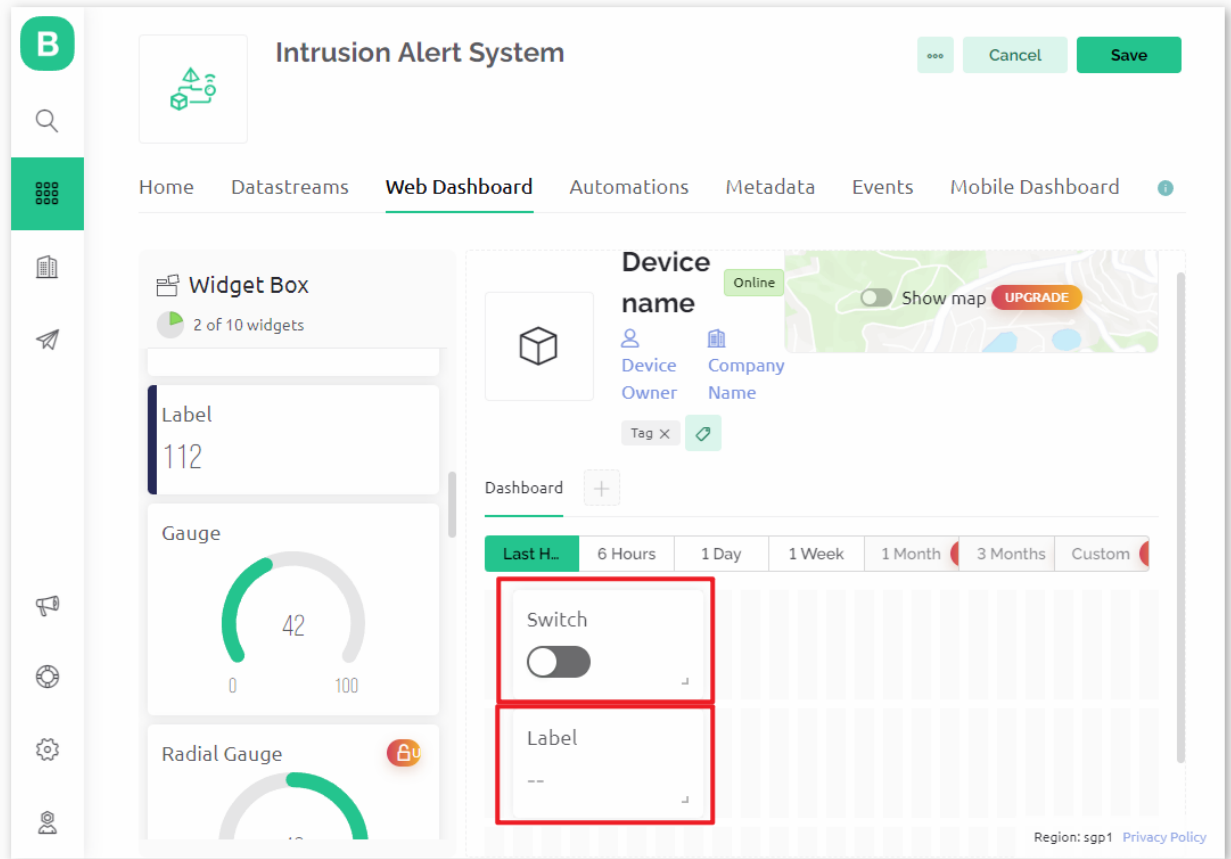 B
Intrusion Alert System
Cancel
Save
Home Datastreams Web Dashboard Automations Metadata Events Mobile Dashboard
Widget Box
2 of 10 widgets
Label
112
Gauge
42
0 100
Radial Gauge
Device name
Online
Device Owner
Company Name
Tag
Show map UPGRADE
Dashboard
Last H... 6 Hours 1 Day 1 Week 1 Month 3 Months Custom
Switch
Label
--
Region: sgp1 Privacy Policy